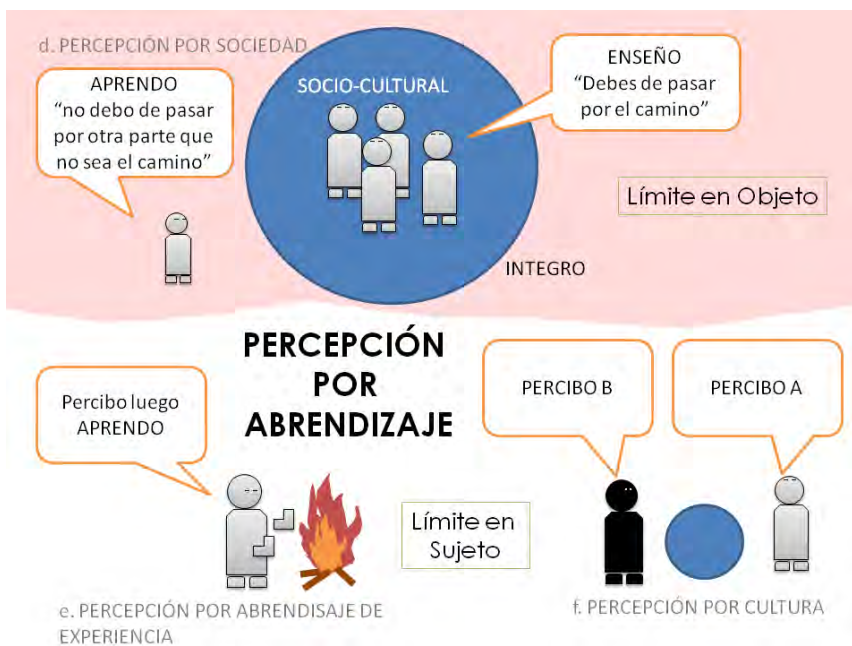 d. PERCEPCIÓN POR SOCIEDAD
APRENDO
“no debo de pasar
por otra parte que
no sea el camino”
SOCIO-CULTURAL
ENSEÑO
“Debes de pasar
por el camino”
Límite en Objeto
INTEGRO
PERCEPCIÓN
POR
ABRENDIZAJE
Percibo luego
APRENDO
PERCIBO B
PERCIBO A
Límite en
Sujeto
e. PERCEPCIÓN POR ABRENDISAJE DE
EXPERIENCIA
f. PERCEPCIÓN POR CULTURA